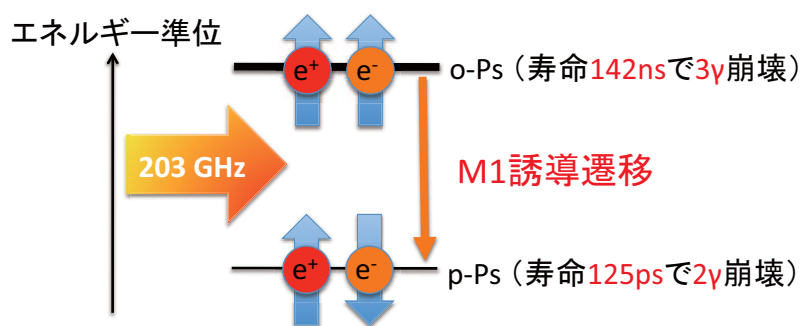 エネルギー準位
e⁺ e⁻
o-Ps（寿命142nsで3γ崩壊）
203 GHz
M1誘導遷移
e⁺ e⁻
p-Ps（寿命125psで2γ崩壊）